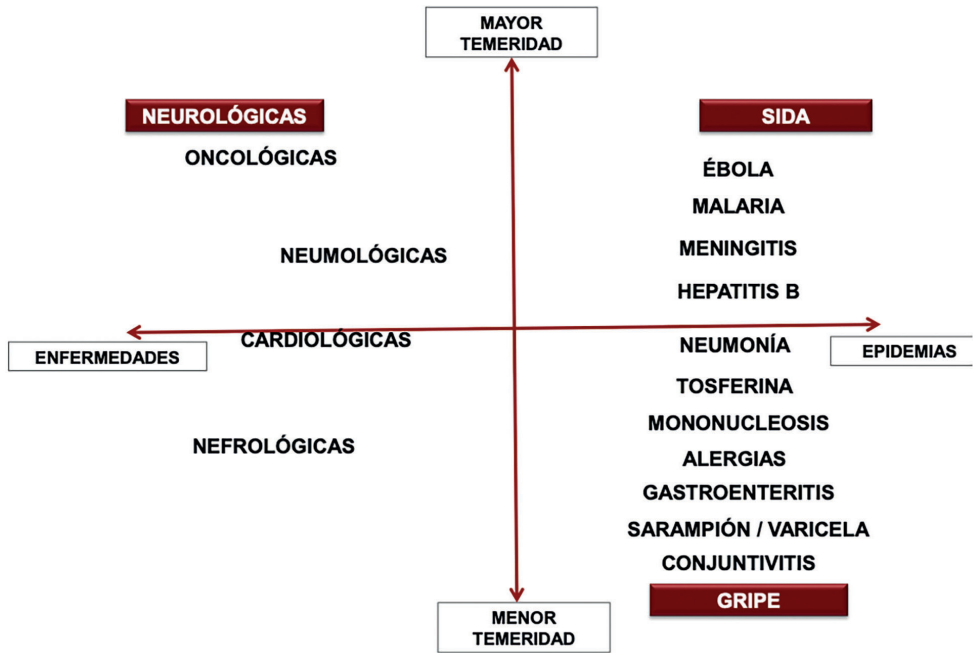 MAYOR
TEMERIDAD
NEUROLÓGICAS
SIDA
ONCOLÓGICAS
ÉBOLA
MALARIA
NEUMOLÓGICAS
MENINGITIS
HEPATITIS B
CARDIOLÓGICAS
NEUMONÍA
ENFERMEDADES
EPIDEMIAS
TOSFERINA
MONONUCLEOSIS
NEFROLÓGICAS
ALERGIAS
GASTROENTERITIS
SARAMPIÓN / VARICELA
CONJUNTIVITIS
GRIPE
MENOR
TEMERIDAD